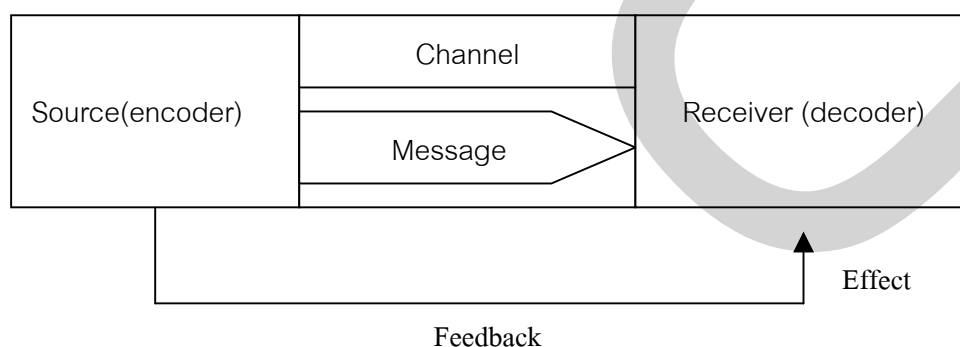 Channel
Source(encoder)
Receiver (decoder)
Message
Effect
Feedback